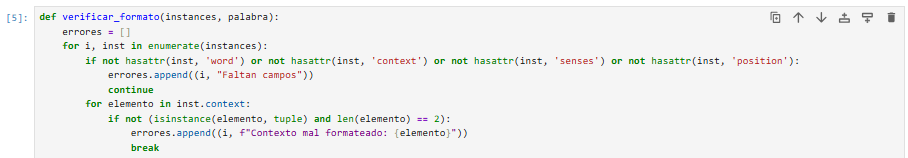 [5]: def verificar_formato(instances, palabra):
    errores = []
    for i, inst in enumerate(instances):
        if not hasattr(inst, 'word') or not hasattr(inst, 'context') or not hasattr(inst, 'senses') or not hasattr(inst, 'position'):
            errores.append((i, "Faltan campos"))
            continue
        for elemento in inst.context:
            if not (isinstance(elemento, tuple) and len(elemento) == 2):
                errores.append((i, f"Contexto mal formateado: {elemento}"))
                break